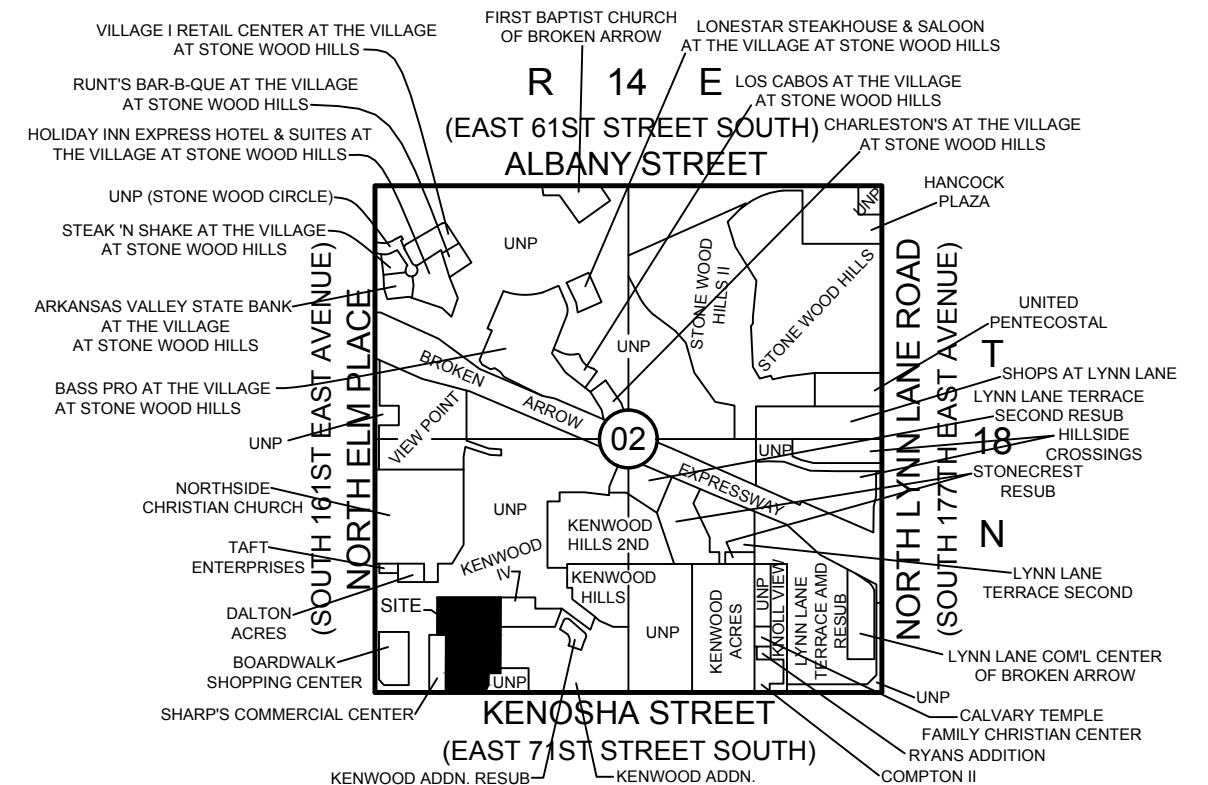 VILLAGE I RETAIL CENTER AT THE VILLAGE
AT STONE WOOD HILLS
RUNT'S BAR-B-QUE AT THE VILLAGE
AT STONE WOOD HILLS
HOLIDAY INN EXPRESS HOTEL & SUITES AT
THE VILLAGE AT STONE WOOD HILLS
UNP (STONE WOOD CIRCLE)
STEAK 'N SHAKE AT THE VILLAGE
AT STONE WOOD HILLS
ARKANSAS VALLEY STATE BANK
AT THE VILLAGE
AT STONE WOOD HILLS
BASS PRO AT THE VILLAGE
AT STONE WOOD HILLS
UNP
NORTHSIDE
CHRISTIAN CHURCH
TAFT
ENTERPRISES
DALTON
ACRES
SITE
BOARDWALK
SHOPPING CENTER
SHARP'S COMMERCIAL CENTER
(SOUTH 161ST EAST AVENUE)
NORTH ELM PLACE
FIRST BAPTIST CHURCH
OF BROKEN ARROW
LONESTAR STEAKHOUSE & SALOON
AT THE VILLAGE AT STONE WOOD HILLS
R 14 E
LOS CABOS AT THE VILLAGE
AT STONE WOOD HILLS
(EAST 61ST STREET SOUTH)
CHARLESTON'S AT THE VILLAGE
AT STONE WOOD HILLS
ALBANY STREET
UNP
UNP
UNP
STONE WOOD
HILLS II
STONE WOOD HILLS
BROKEN
ARROW
EXPRESSWAY
VIEW POINT
02
UNP
UNP
KENWOOD
HILLS 2ND
KENWOOD
IV
KENWOOD
HILLS
UNP
KENWOOD
ACRES
UNP
KNOLL VIEW
LYNN LANE
TERRACE AMD
RESUB
UNP
KENOSHA STREET
(EAST 71ST STREET SOUTH)
KENWOOD ADDN. RESUB
KENWOOD ADDN.
NORTH LYNN LANE ROAD
(SOUTH 177TH EAST AVENUE)
HANCOCK
PLAZA
UNITED
PENTECOSTAL
T
SHOPS AT LYNN LANE
LYNN LANE TERRACE
SECOND RESUB
18
HILLSIDE
CROSSINGS
STONECREST
RESUB
N
LYNN LANE
TERRACE SECOND
LYNN LANE COM'L CENTER
OF BROKEN ARROW
UNP
CALVARY TEMPLE
FAMILY CHRISTIAN CENTER
RYANS ADDITION
COMPTON II